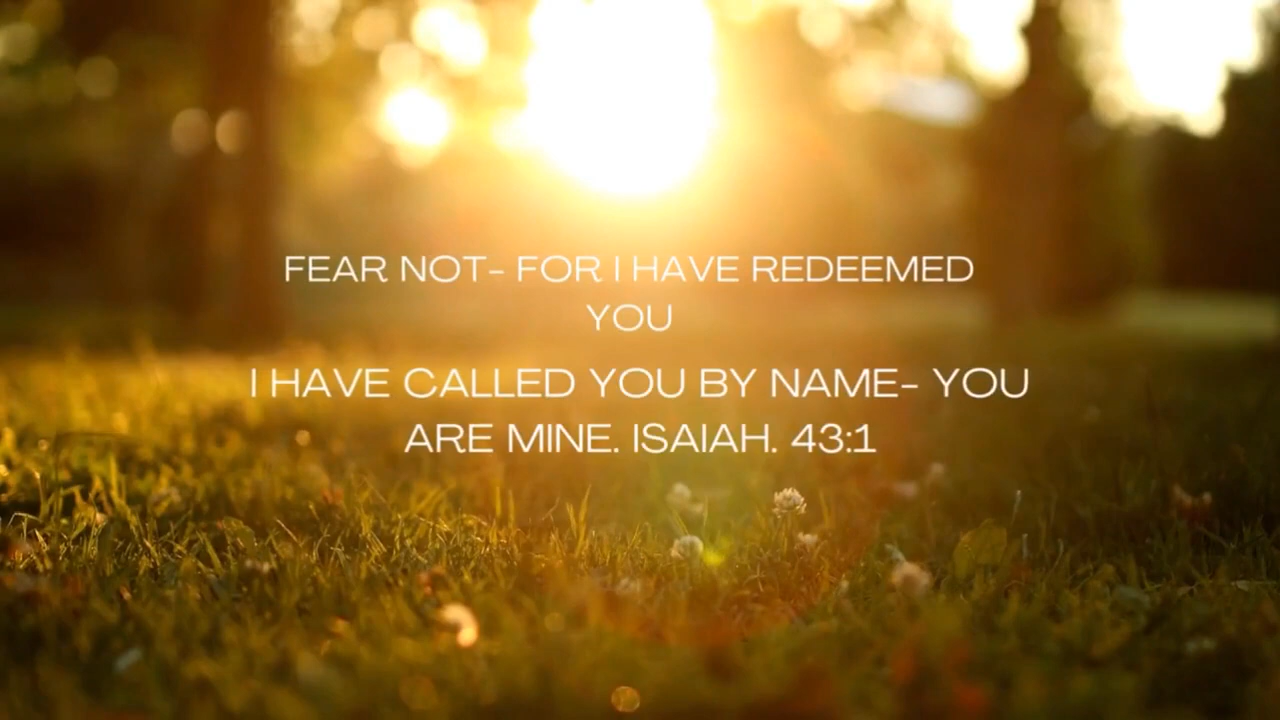 FEAR NOT- FOR I HAVE REDEEMED
YOU
I HAVE CALLED YOU BY NAME- YOU
ARE MINE. ISAIAH. 43:1